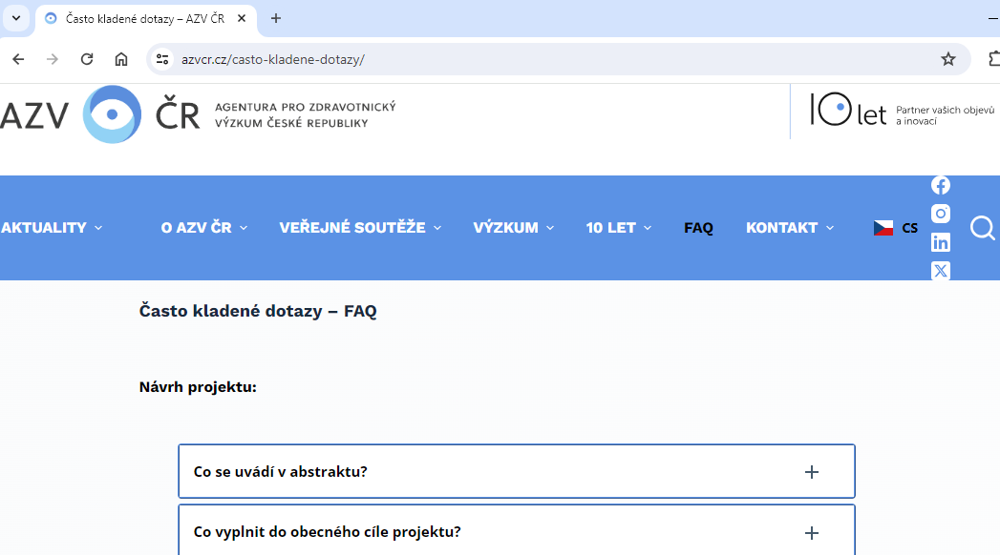 Často kladené dotazy – AZV ČR
azvcr.cz/casto-kladene-dotazy/
AZV ČR
AGENTURA PRO ZDRAVOTNICKÝ
VÝZKUM ČESKÉ REPUBLIKY
10 let
Partner vašich objevů
a inovací
AKTUALITY
O AZV ČR
VEŘEJNÉ SOUTĚŽE
VÝZKUM
10 LET
FAQ
KONTAKT
CS
Často kladené dotazy – FAQ
Návrh projektu:
Co se uvádí v abstraktu?
Co vyplnit do obecného cíle projektu?